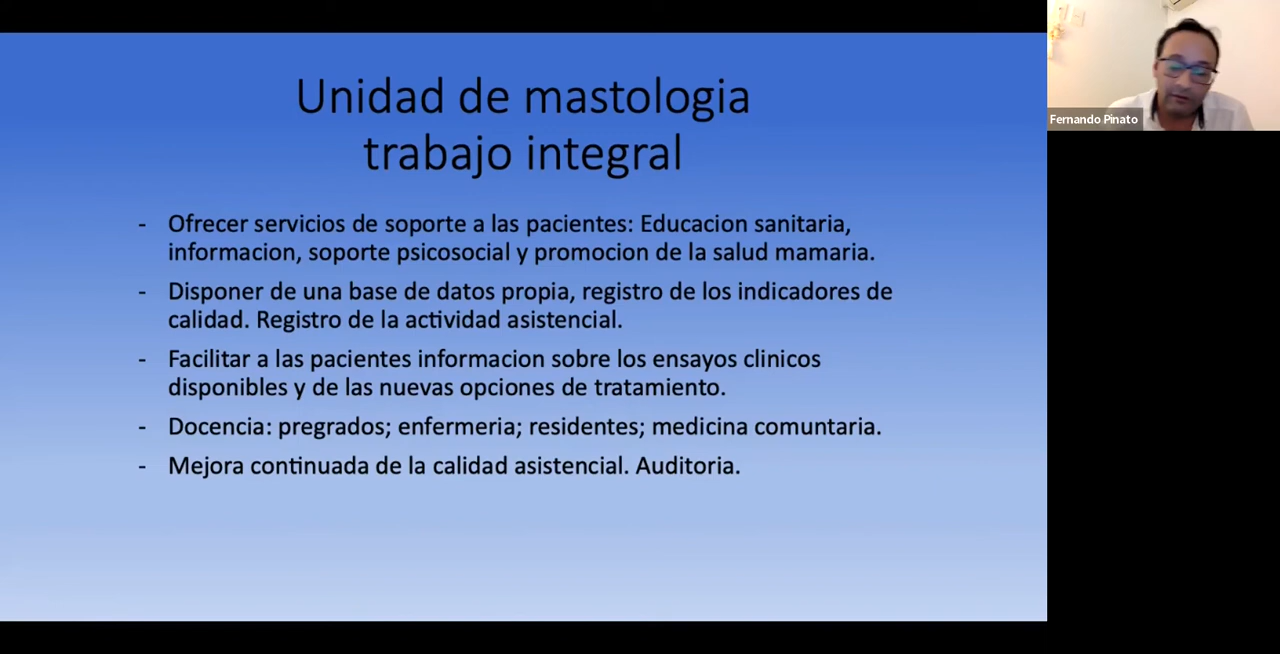 Unidad de mastologia
trabajo integral
- Ofrecer servicios de soporte a las pacientes: Educacion sanitaria,
informacion, soporte psicosocial y promocion de la salud mamaria.
- Disponer de una base de datos propia, registro de los indicadores de
calidad. Registro de la actividad asistencial.
- Facilitar a las pacientes informacion sobre los ensayos clinicos
disponibles y de las nuevas opciones de tratamiento.
- Docencia: pregrados; enfermeria; residentes; medicina comuntaria.
- Mejora continuada de la calidad asistencial. Auditoria.
Fernando Pinato